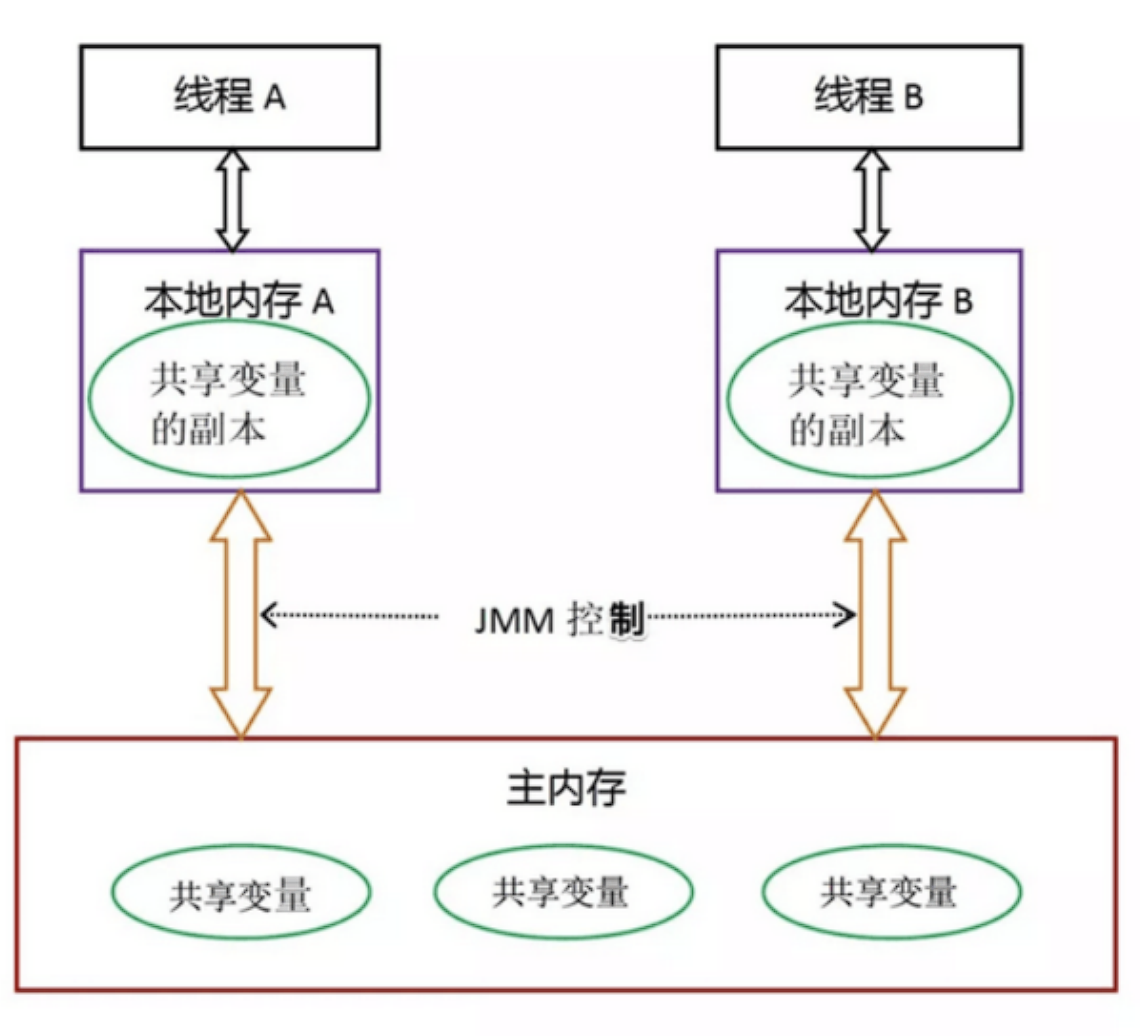 线程 A
线程 B
本地内存 A
共享变量
的副本
本地内存 B
共享变量
的副本
JMM 控制
主内存
共享变量
共享变量
共享变量